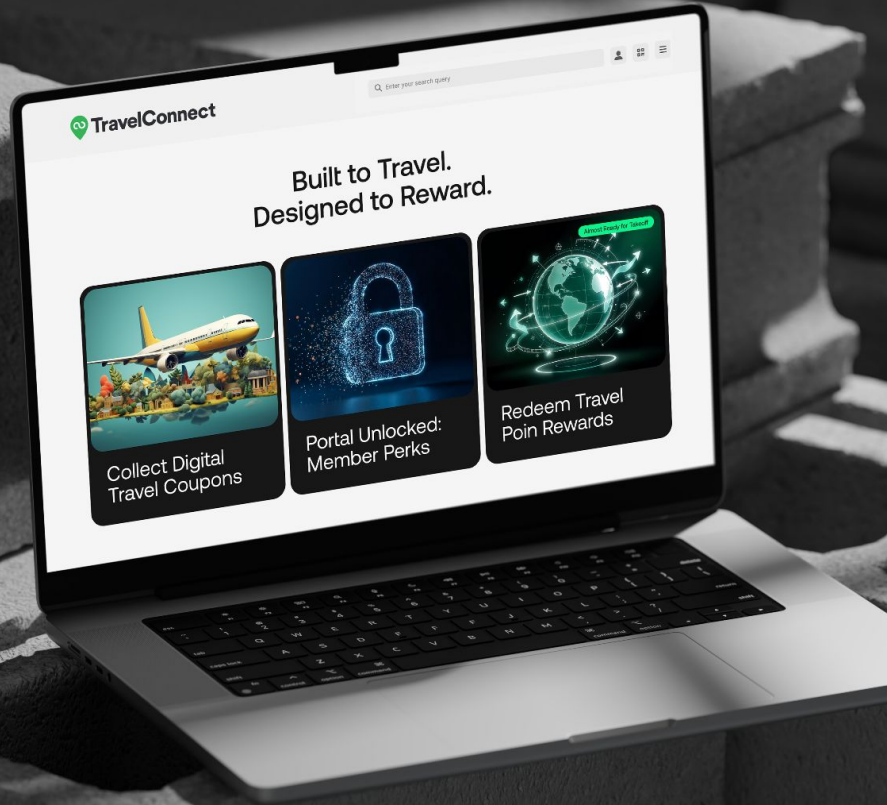 TravelConnect
Enter your search query
Built to Travel.
Designed to Reward.
Collect Digital
Travel Coupons
Portal Unlocked:
Member Perks
Almost Ready for Takeoff
Redeem Travel
Poin Rewards